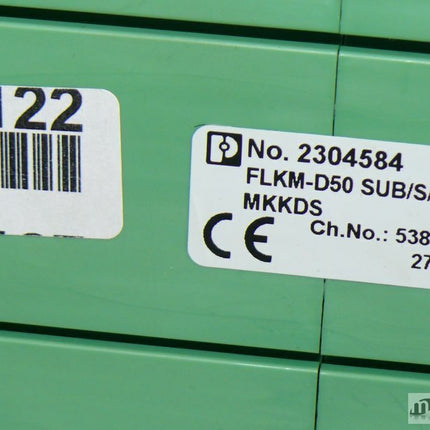 122
No. 2304584
FLKM-D50 SUB/S/
MKKDS
CE
Ch.No.: 538
27